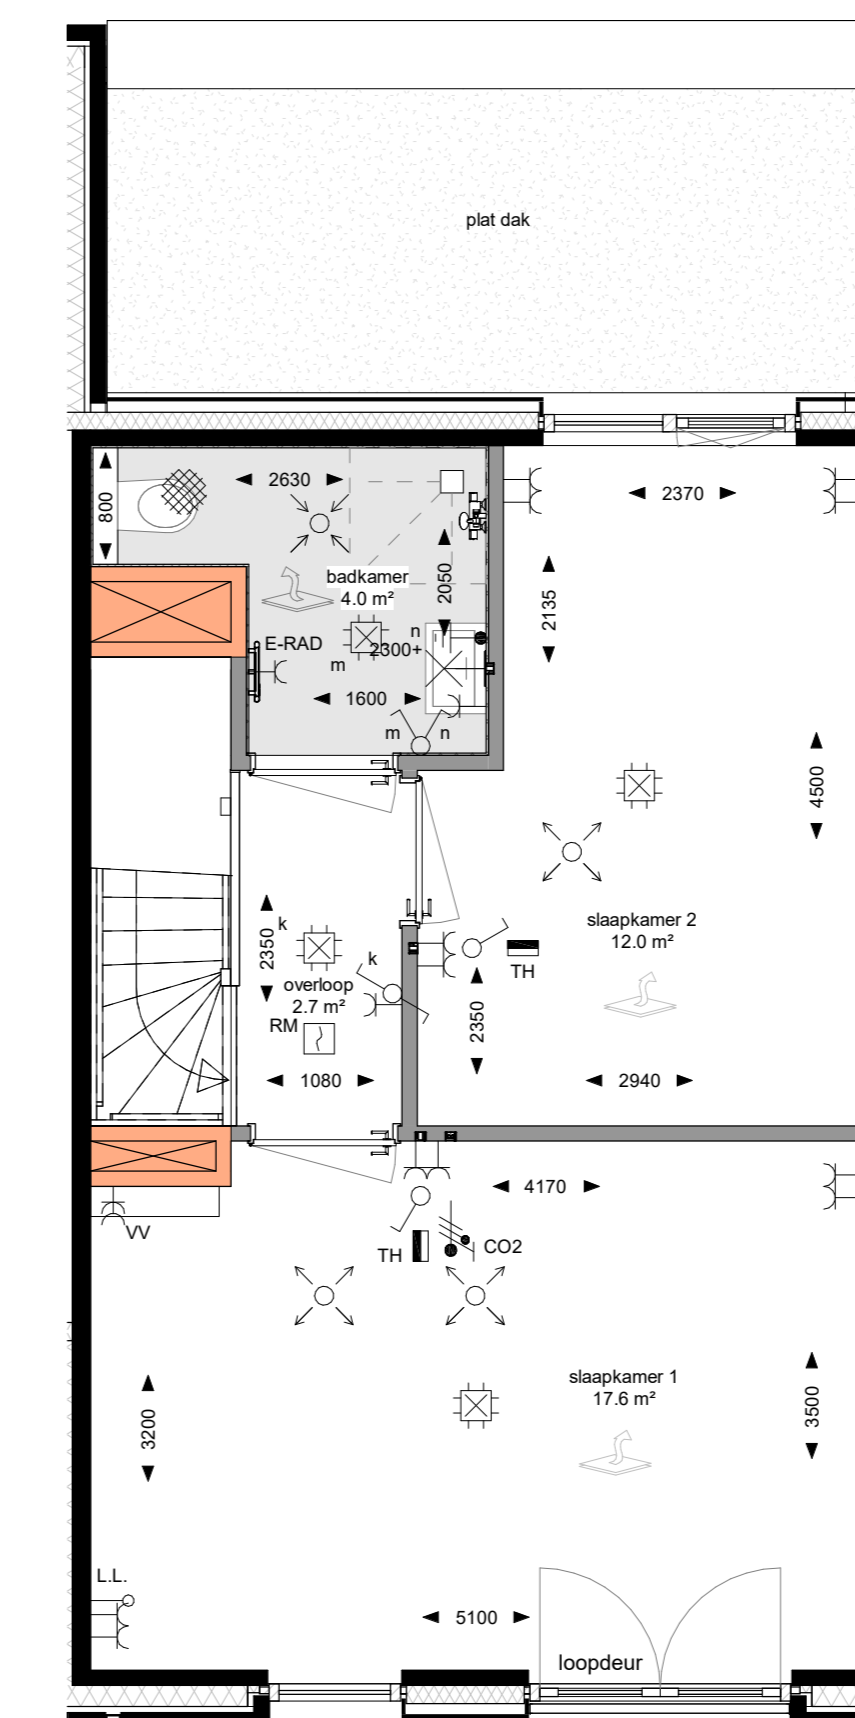 plat dak
2630
2370
800
2050
2135
badkamer
4.0 m²
E-RAD
n
2300+
m
1600
m
n
4500
slaapkamer 2
12.0 m²
k
2350
k
TH
overloop
2.7 m²
RM
2350
1080
2940
4170
VV
TH
CO2
slaapkamer 1
17.6 m²
3200
3500
L.L.
5100
loopdeur